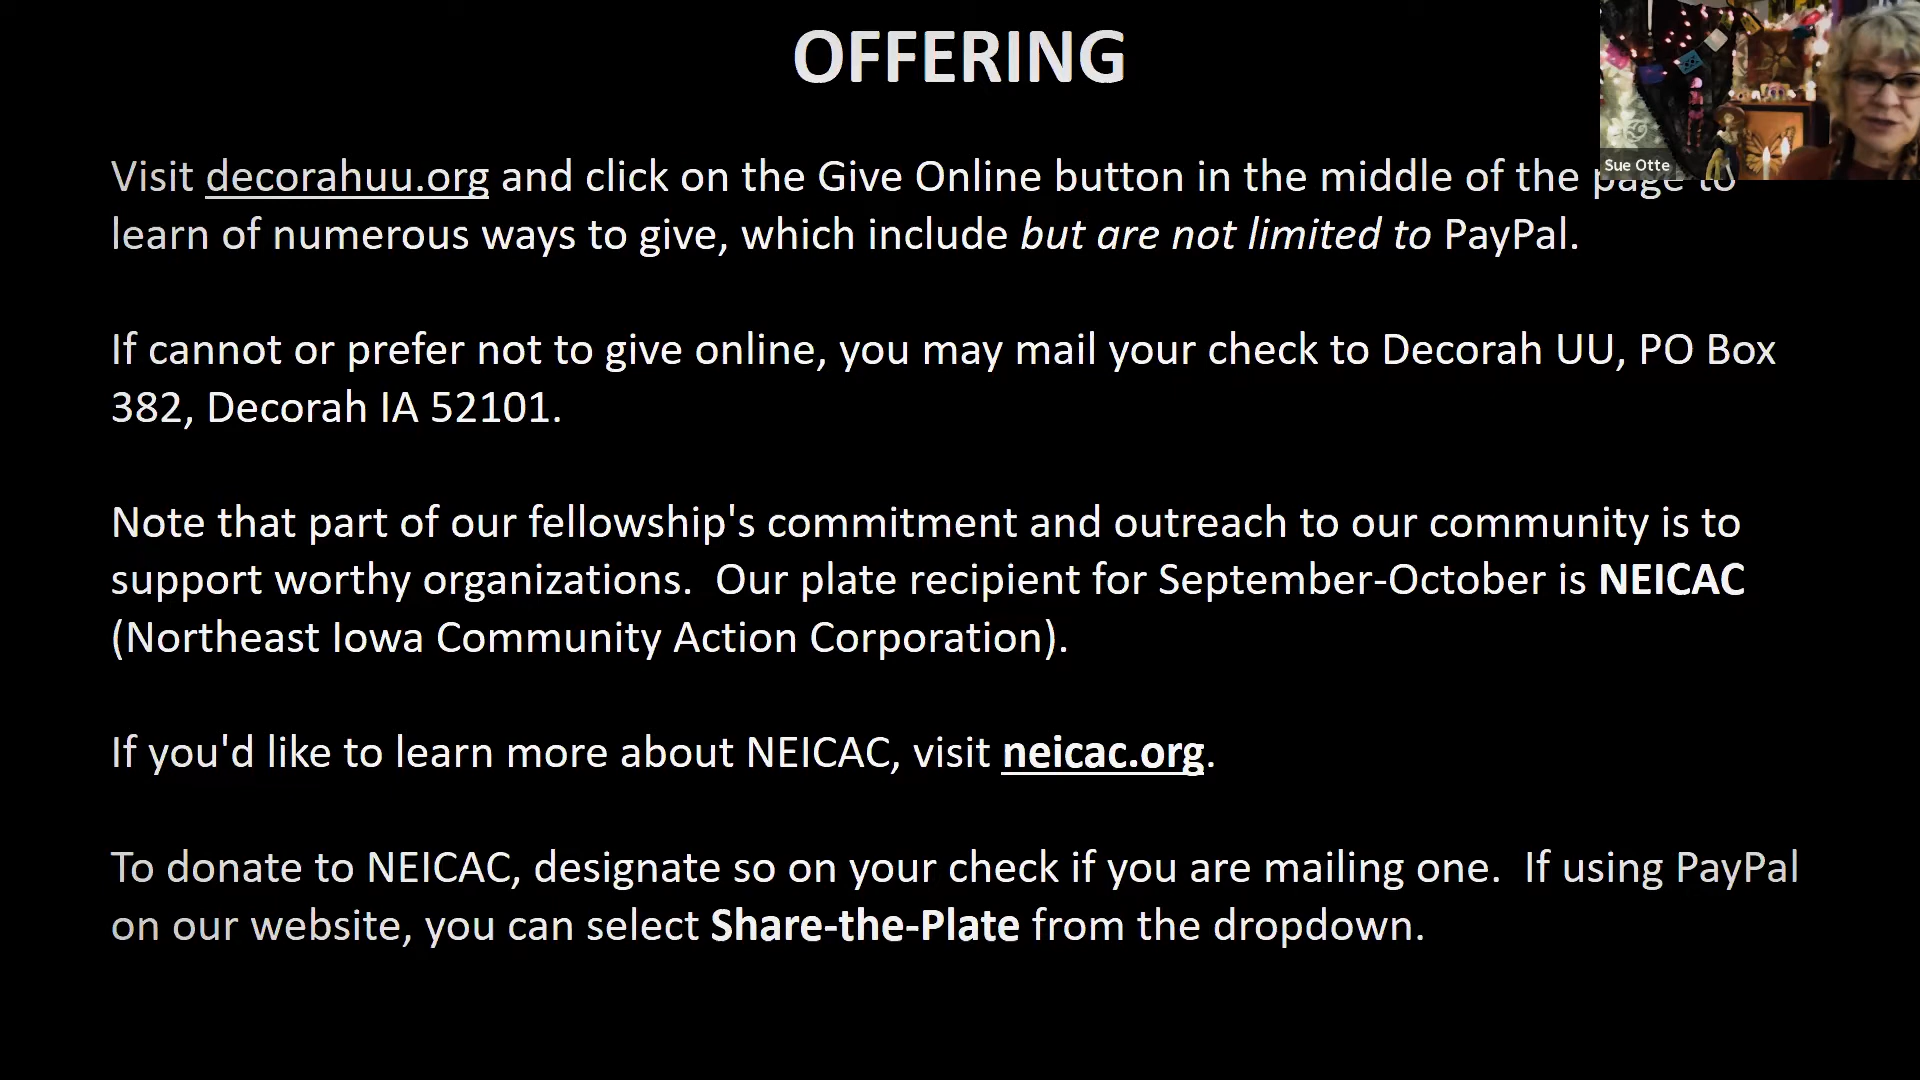 OFFERING
Visit decorahuu.org and click on the Give Online button in the middle of the page to
learn of numerous ways to give, which include but are not limited to PayPal.
If cannot or prefer not to give online, you may mail your check to Decorah UU, PO Box
382, Decorah IA 52101.
Note that part of our fellowship's commitment and outreach to our community is to
support worthy organizations.  Our plate recipient for September-October is NEICAC
(Northeast Iowa Community Action Corporation).
If you'd like to learn more about NEICAC, visit neicac.org.
To donate to NEICAC, designate so on your check if you are mailing one.  If using PayPal
on our website, you can select Share-the-Plate from the dropdown.
Sue Otte